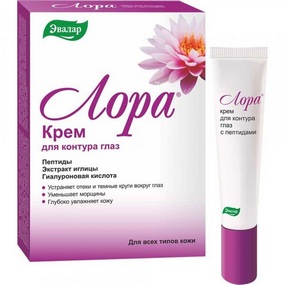 Эвалар
Лора®
Крем
для контура глаз
Пептиды
Экстракт иглицы
Гиалуроновая кислота
Устраняет отеки и темные круги вокруг глаз
Уменьшает морщины
Глубоко увлажняет кожу
Для всех типов кожи
Лора®
крем
для контура
глаз
с пептидами
Эвалар